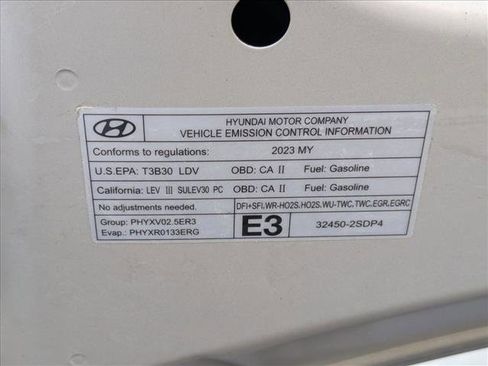 HYUNDAI MOTOR COMPANY
VEHICLE EMISSION CONTROL INFORMATION
Conforms to regulations: 2023 MY
U.S.EPA: T3B30 LDV OBD: CA II Fuel: Gasoline
California: LEV III SULEV30 PC OBD: CA II Fuel: Gasoline
No adjustments needed. DFI+SFI,WR-HO2S,HO2S,WU-TWC,TWC,EGR,EGRC
Group: PHYXV02.5ER3
Evap.: PHYXR0133ERG
E3
32450-2SDP4